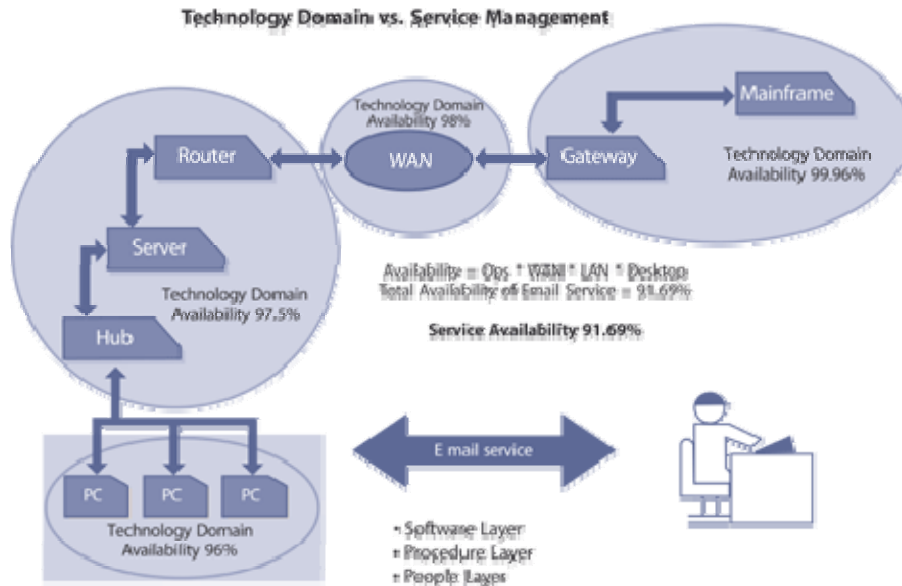 Technology Domain vs. Service Management
Mainframe
Technology Domain
Availability 98%
Router
WAN
Gateway
Technology Domain
Availability 99.96%
Server
Availability = Ops * WAN * LAN * Desktop
Total Availability of Email Service = 91.69%
Technology Domain
Availability 97.5%
Service Availability 91.69%
Hub
E mail service
PC
PC
PC
Technology Domain
Availability 96%
• Software Layer
• Procedure Layer
• People Layer